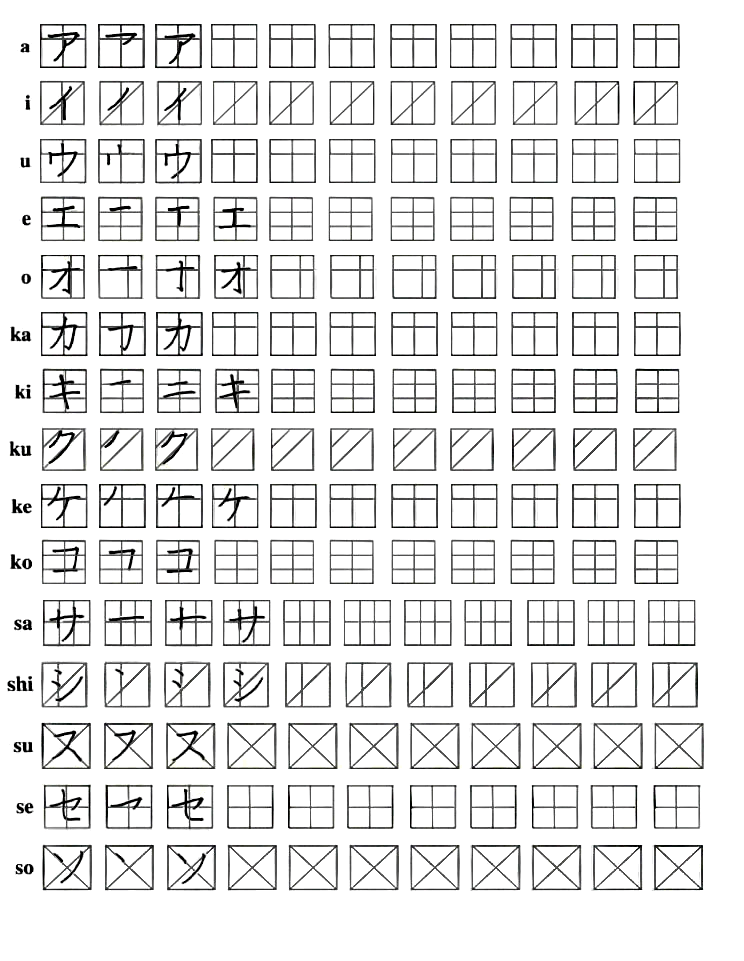 a ア ア
i イ イ
u ウ ウ
e エ エ
o オ オ
ka カ カ
ki キ キ
ku ク ク
ke ケ ケ
ko コ コ
sa サ サ
shi シ シ
su ス ス
se セ セ
so ソ ソ